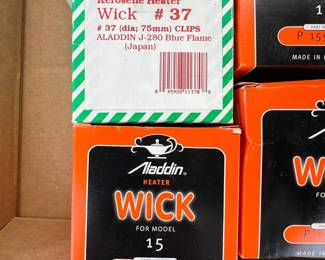 Kerosene Heater
Wick # 37
# 37 (dia; 75mm) CLIPS
ALADDIN J-280 Blue Flame
(Japan)
Aladdin®
HEATER
WICK
FOR MODEL
15
1
MADE IN